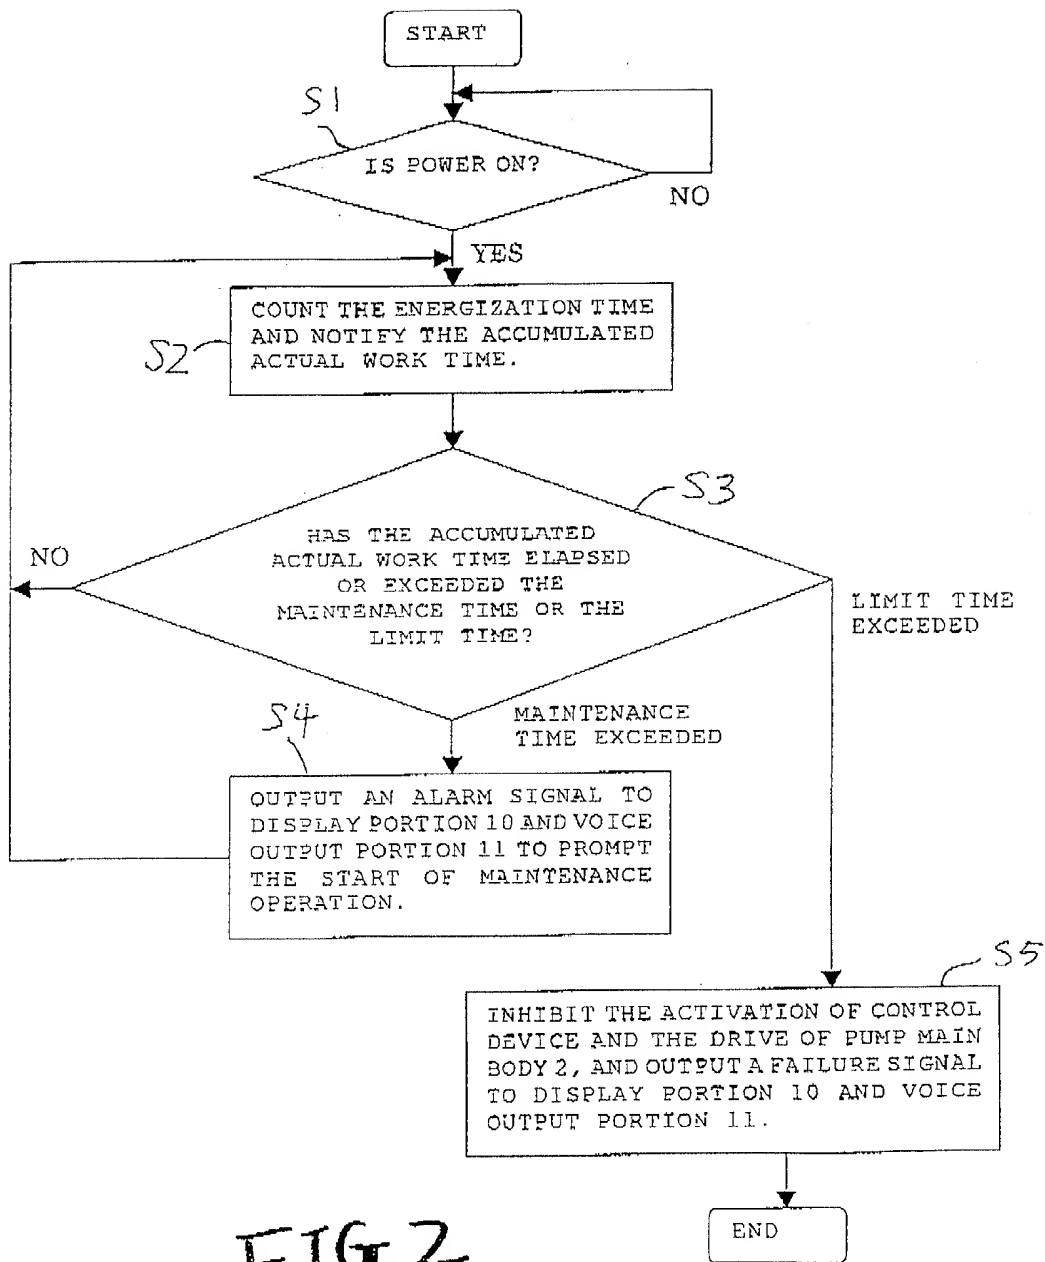 START
S1
IS POWER ON?
NO
YES
COUNT THE ENERGIZATION TIME
AND NOTIFY THE ACCUMULATED
ACTUAL WORK TIME.
S2
S3
HAS THE ACCUMULATED
ACTUAL WORK TIME ELAPSED
OR EXCEEDED THE
MAINTENANCE TIME OR THE
LIMIT TIME?
NO
LIMIT TIME
EXCEEDED
MAINTENANCE
TIME EXCEEDED
S4
OUTPUT AN ALARM SIGNAL TO
DISPLAY PORTION 10 AND VOICE
OUTPUT PORTION 11 TO PROMPT
THE START OF MAINTENANCE
OPERATION.
S5
INHIBIT THE ACTIVATION OF CONTROL
DEVICE AND THE DRIVE OF PUMP MAIN
BODY 2, AND OUTPUT A FAILURE SIGNAL
TO DISPLAY PORTION 10 AND VOICE
OUTPUT PORTION 11.
END
FIG 2